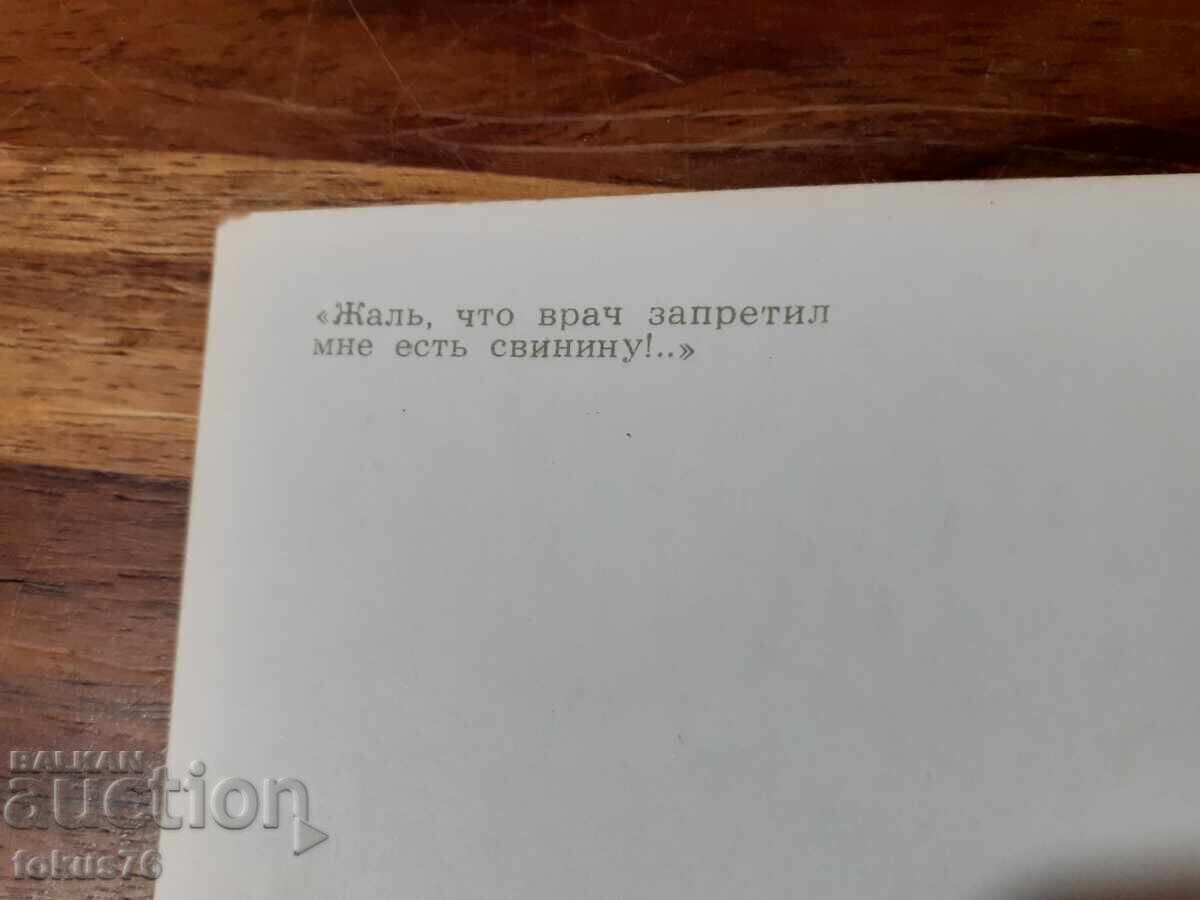 «Жаль, что врач запретил
мне есть свинину!..»
BALKAN
auction
fokus76